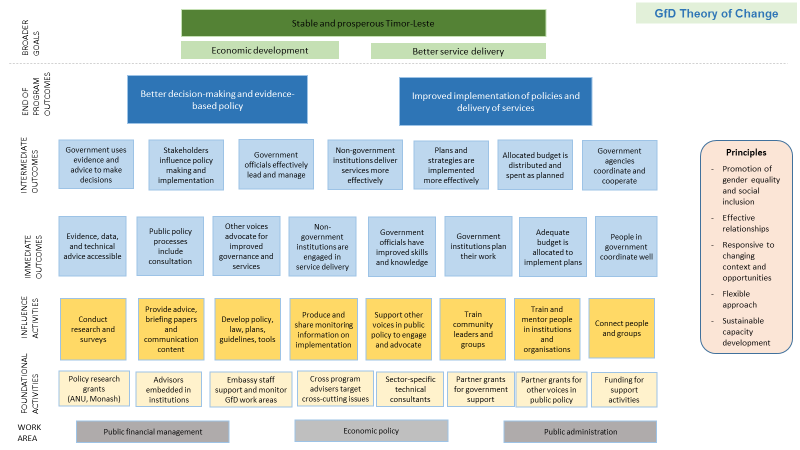 GfD Theory of Change
BROADER
GOALS
Stable and prosperous Timor-Leste
Economic development
Better service delivery
END OF
PROGRAM
OUTCOMES
Better decision-making and evidence-
based policy
Improved implementation of policies and
delivery of services
INTERMEDIATE
OUTCOMES
Government uses
evidence and
advice to make
decisions
Stakeholders
influence policy
making and
implementation
Government
officials effectively
lead and manage
Non-government
institutions deliver
services more
effectively
Plans and
strategies are
implemented
more effectively
Allocated budget is
distributed and
spent as planned
Government
agencies
coordinate and
cooperate
IMMEDIATE
OUTCOMES
Evidence, data,
and technical
advice accessible
Public policy
processes
include
consultation
Other voices
advocate for
improved
governance and
services
Non-
government
institutions are
engaged in
service delivery
Government
officials have
improved skills
and knowledge
Government
institutions plan
their work
Adequate
budget is
allocated to
implement plans
People in
government
coordinate well
INFLUENCE
ACTIVITIES
Conduct
research and
surveys
Provide advice,
briefing papers
and
communication
content
Develop policy,
law, plans,
guidelines, tools
Produce and
share monitoring
information on
implementation
Support other
voices in public
policy to engage
and advocate
Train
community
leaders and
groups
Train and
mentor people
in institutions
and
organisations
Connect people
and groups
FOUNDATIONAL
ACTIVITIES
Policy research
grants
(ANU, Monash)
Advisors
embedded in
institutions
Embassy staff
support and monitor
GfD work areas
Cross program
advisers target
cross-cutting issues
Sector-specific
technical
consultants
Partner grants
for government
support
Partner grants for
other voices in
public policy
Funding for
support
activities
WORK
AREA
Public financial management
Economic policy
Public administration
Principles
- Promotion of
gender equality
and social
inclusion
- Effective
relationships
- Responsive to
changing
context and
opportunities
- Flexible
approach
- Sustainable
capacity
development